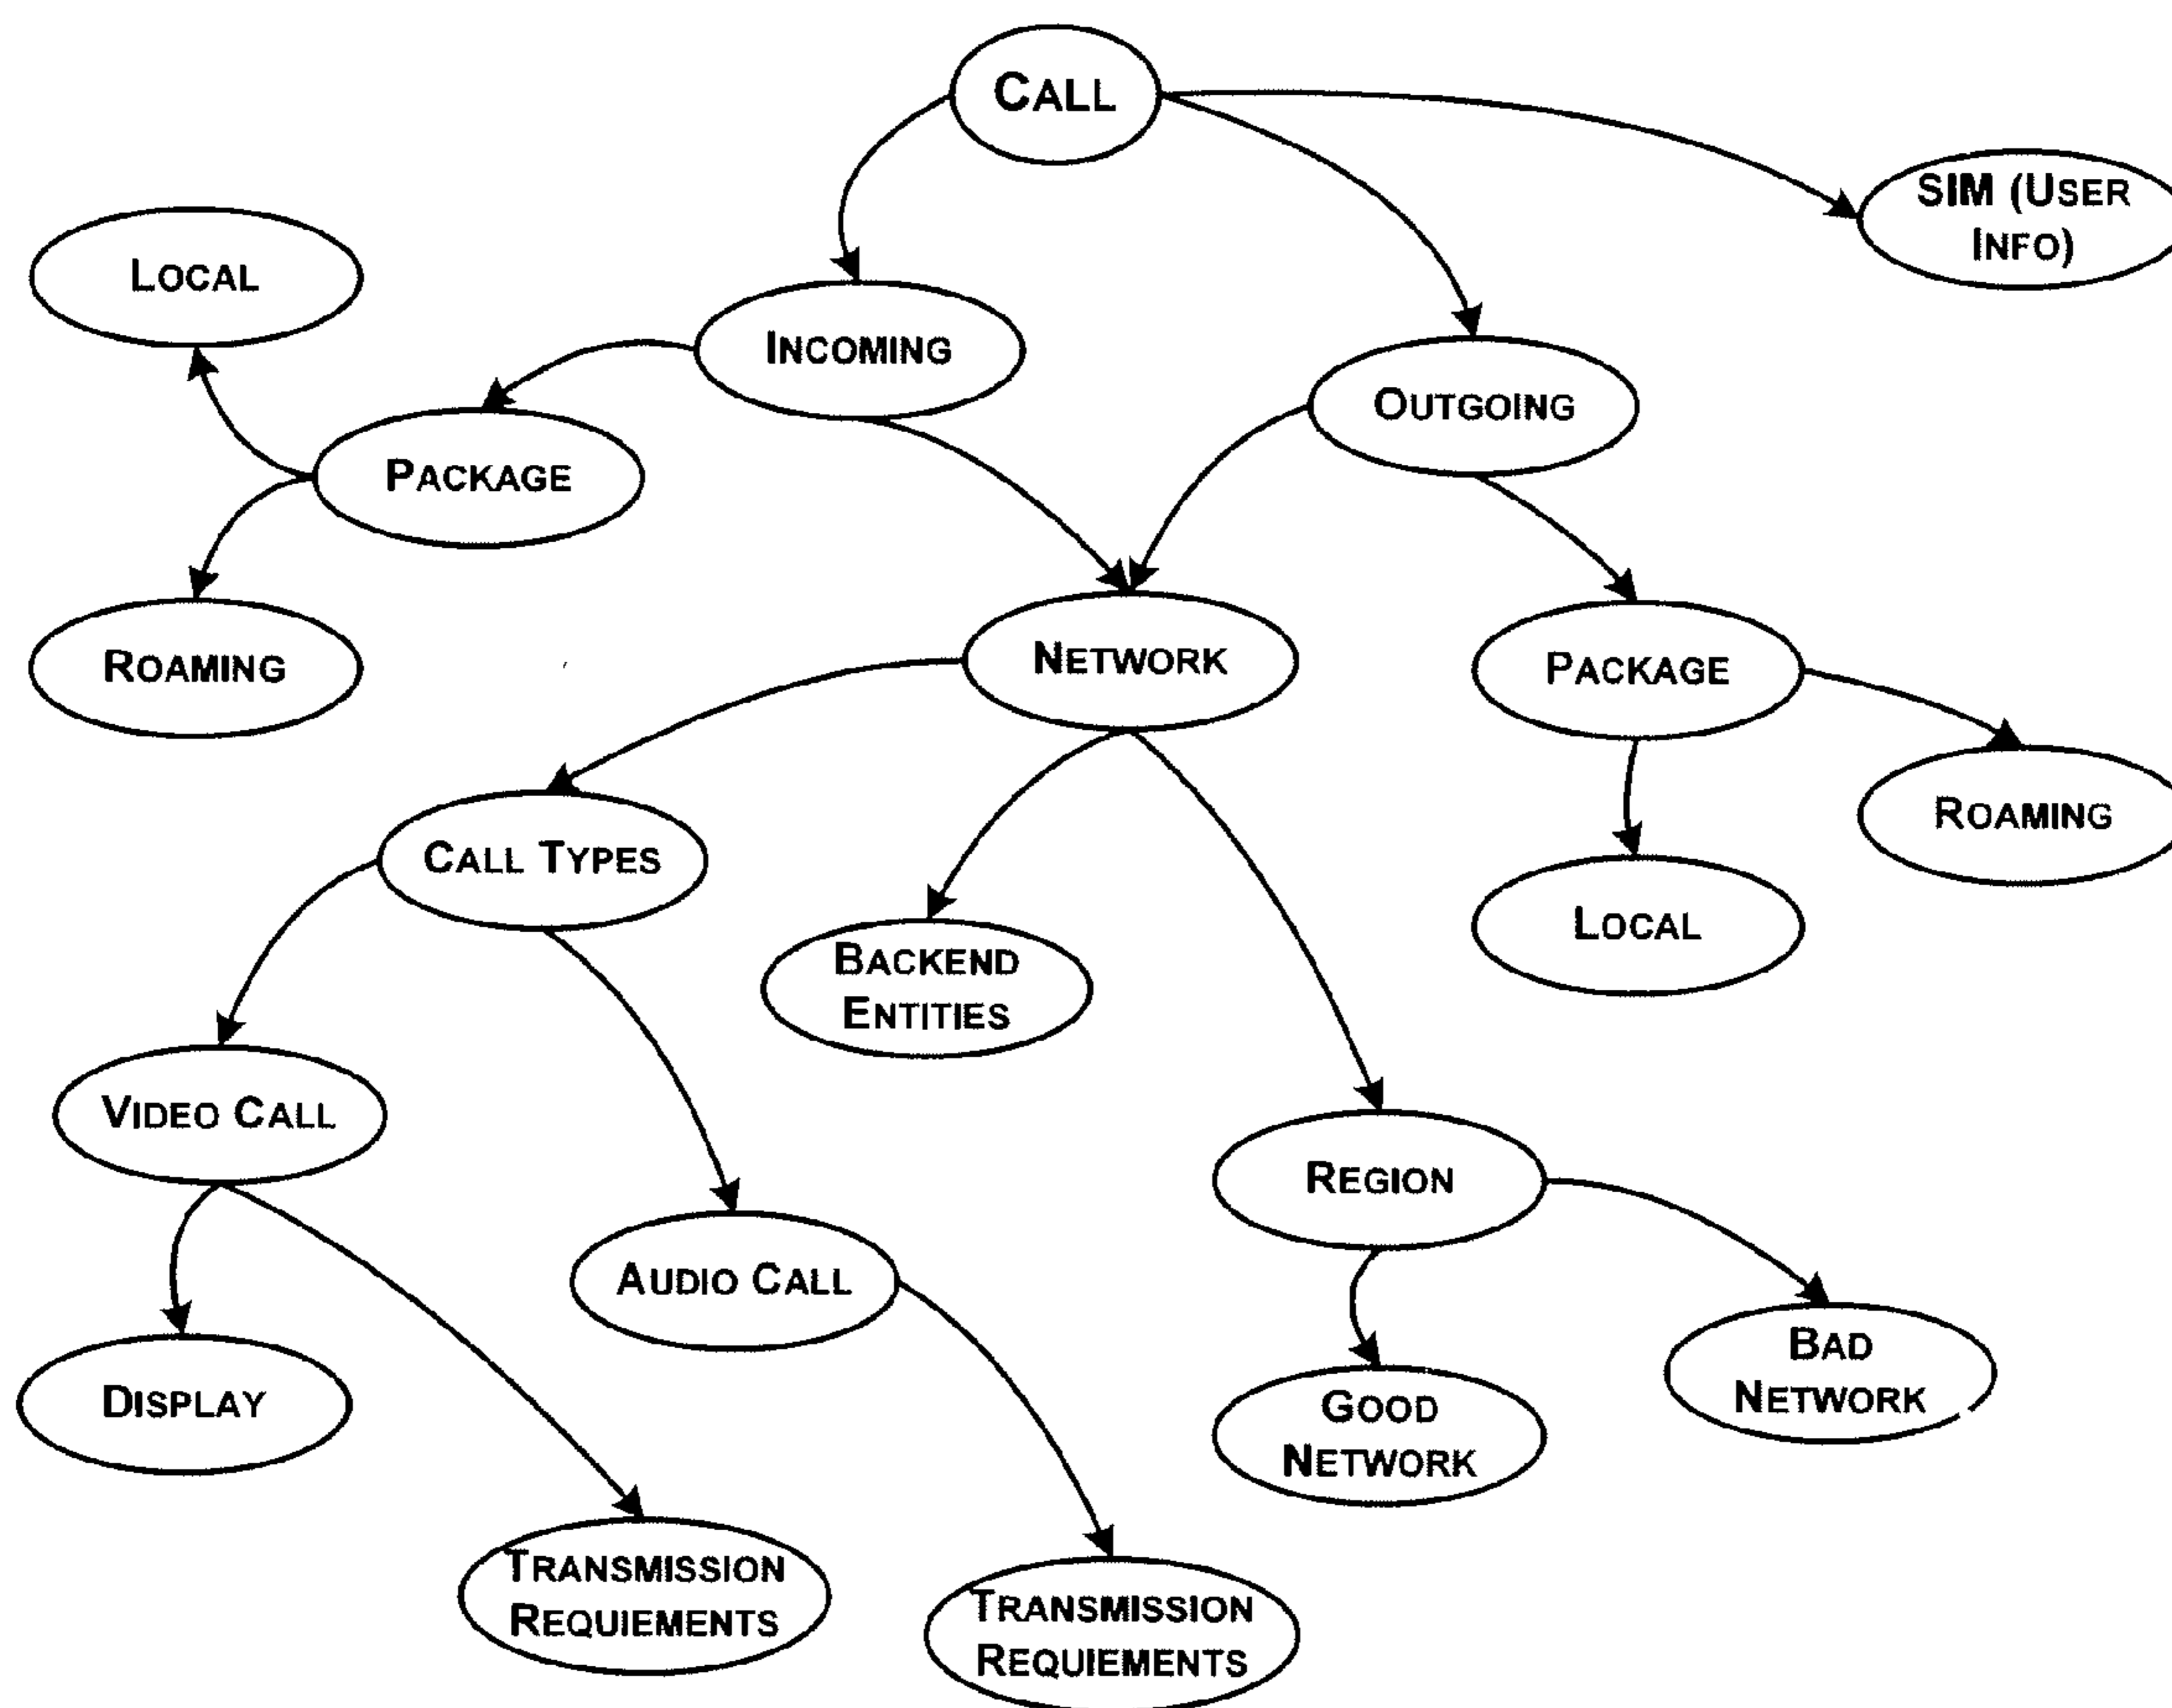 CALL
SIM (USER
INFO)
LOCAL
INCOMING
OUTGOING
PACKAGE
ROAMING
NETWORK
PACKAGE
ROAMING
CALL TYPES
LOCAL
BACKEND
ENTITIES
VIDEO CALL
REGION
AUDIO CALL
BAD
NETWORK
DISPLAY
GOOD
NETWORK
TRANSMISSION
REQUIEMENTS
TRANSMISSION
REQUIEMENTS